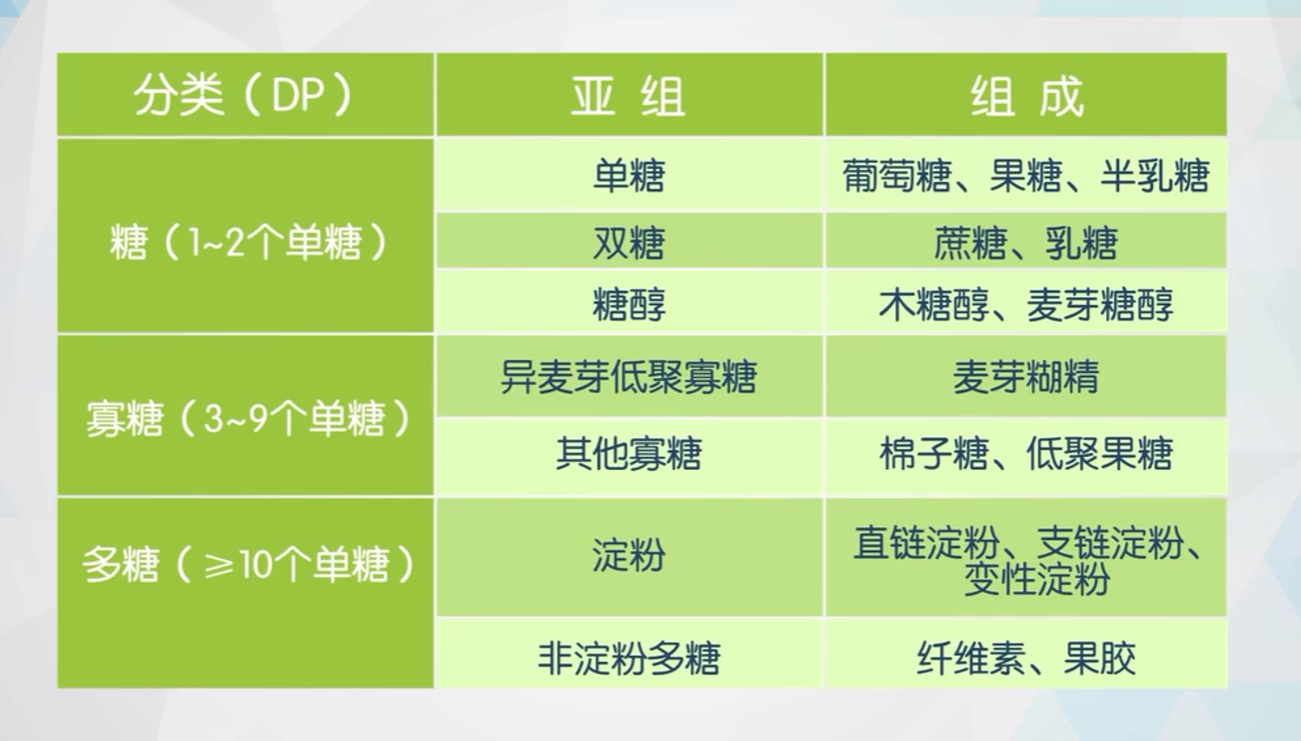 分类（DP） 亚 组 组 成
糖（1~2个单糖） 单糖 葡萄糖、果糖、半乳糖
双糖 蔗糖、乳糖
糖醇 木糖醇、麦芽糖醇
寡糖（3~9个单糖） 异麦芽低聚寡糖 麦芽糊精
其他寡糖 棉子糖、低聚果糖
多糖（≥10个单糖） 淀粉 直链淀粉、支链淀粉、
变性淀粉
非淀粉多糖 纤维素、果胶